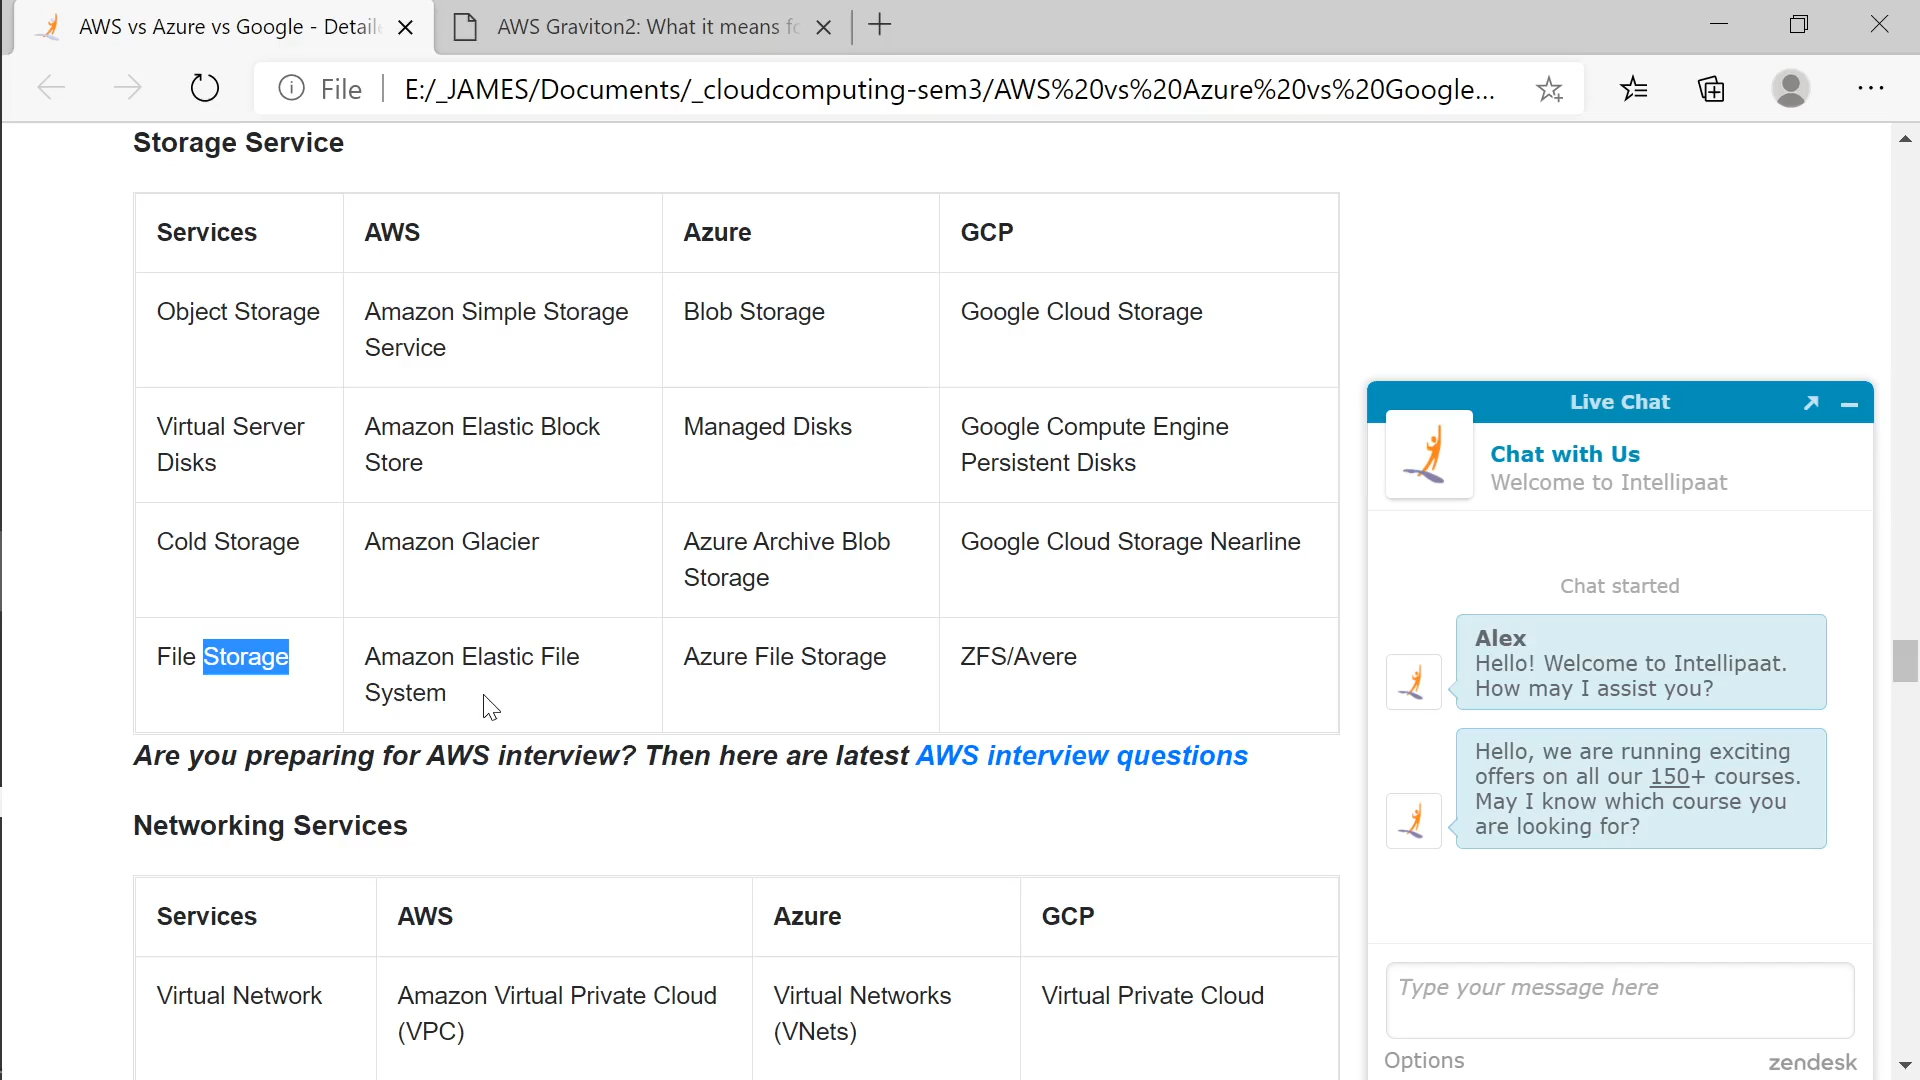 AWS vs Azure vs Google - Detail
AWS Graviton2: What it means fo
File
E:/_JAMES/Documents/_cloudcomputing-sem3/AWS%20vs%20Azure%20vs%20Google...
Storage Service
Services AWS Azure GCP
Object Storage
Amazon Simple Storage
Service
Blob Storage
Google Cloud Storage
Virtual Server
Disks
Amazon Elastic Block
Store
Managed Disks
Google Compute Engine
Persistent Disks
Cold Storage
Amazon Glacier
Azure Archive Blob
Storage
Google Cloud Storage Nearline
File Storage
Amazon Elastic File
System
Azure File Storage
ZFS/Avere
Are you preparing for AWS interview? Then here are latest AWS interview questions
Networking Services
Services AWS Azure GCP
Virtual Network
Amazon Virtual Private Cloud
(VPC)
Virtual Networks
(VNets)
Virtual Private Cloud
Live Chat
Chat with Us
Welcome to Intellipaat
Chat started
Alex
Hello! Welcome to Intellipaat.
How may I assist you?
Hello, we are running exciting
offers on all our 150+ courses.
May I know which course you
are looking for?
Type your message here
Options
zendesk